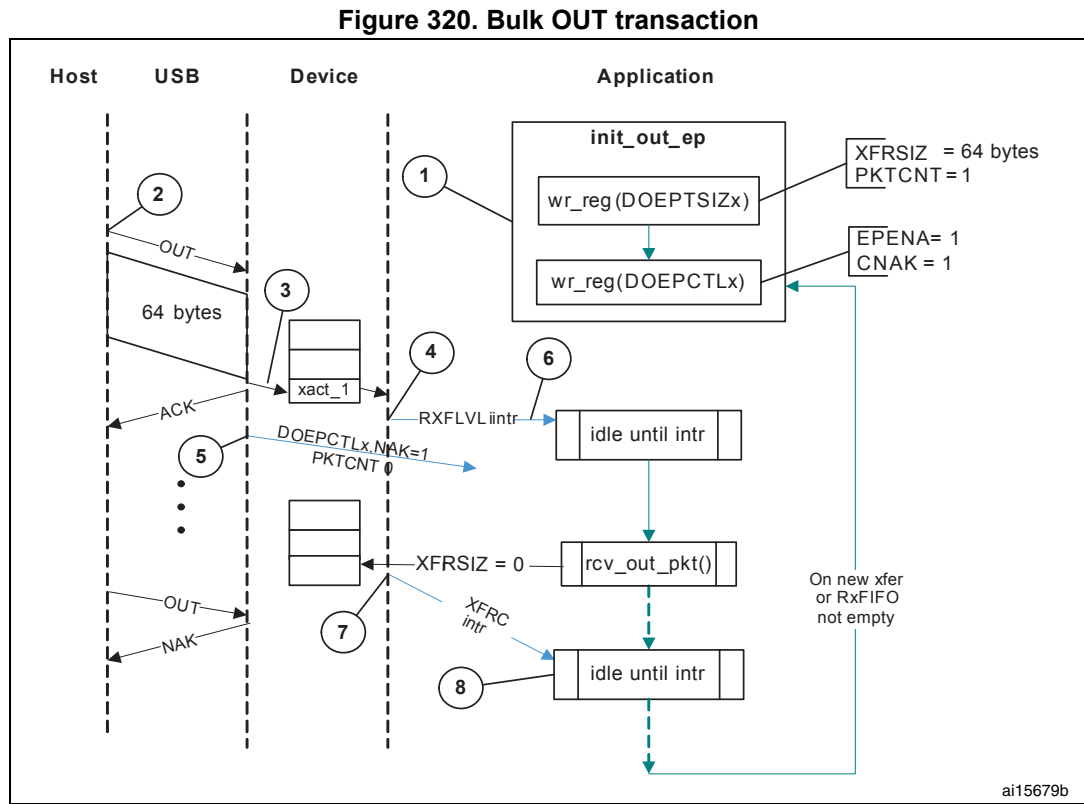 Figure 320. Bulk OUT transaction
Host
USB
Device
Application
init_out_ep
XFRSIZ = 64 bytes
PKTCNT = 1
1
wr_reg(DOEPTSIZx)
2
OUT
EPENA= 1
CNAK = 1
wr_reg(DOEPCTLx)
3
64 bytes
4
6
xact_1
ACK
RXFLVLiintr
idle until intr
DOEPCTLx.NAK=1
PKTCNT 0
5
XFRSIZ = 0
rcv_out_pkt()
On new xfer
or RxFIFO
not empty
OUT
XFRC
intr
7
NAK
idle until intr
8
ai15679b